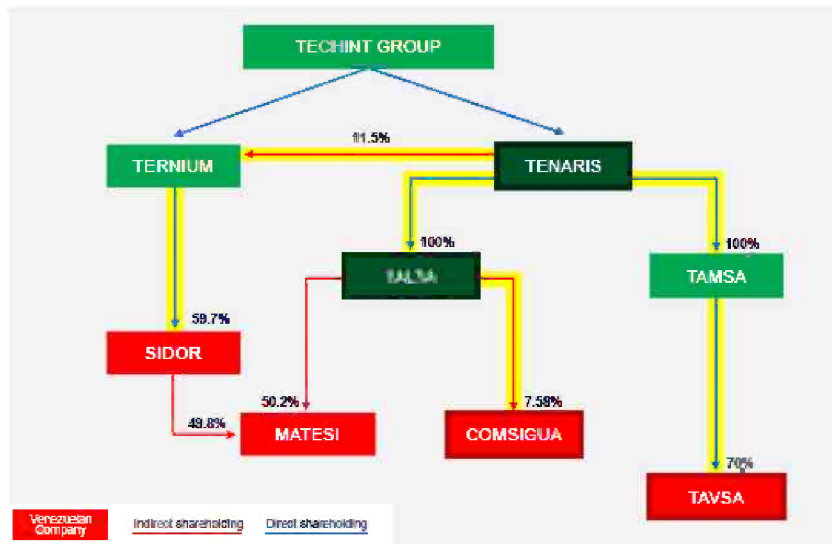 TECHINT GROUP
11.5%
TERNIUM
TENARIS
100%
100%
TALTA
TAMSA
59.7%
SIDOR
50.2%
7.59%
49.8%
MATESI
COMSIGUA
70%
TAVSA
Venezuelan
Company
Indirect shareholding
Direct shareholding